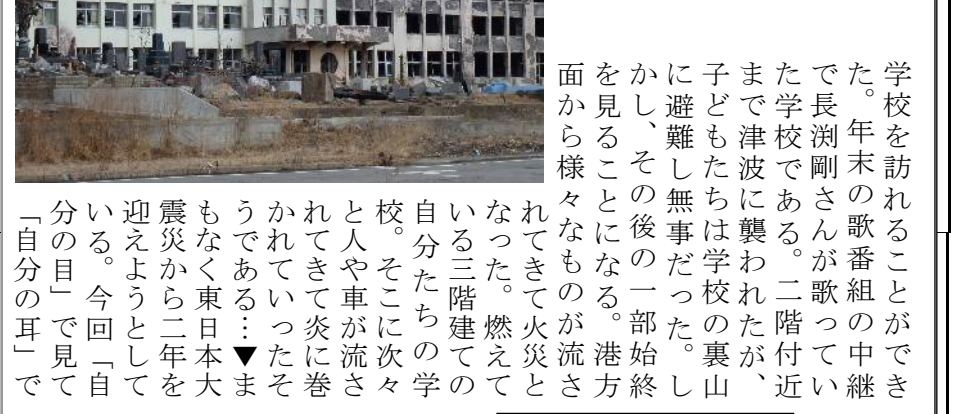 学校を訪れることができ
た。年末の歌番組の中継
で長渕剛さんが歌ってい
た学校である。二階付近
まで津波に襲われたが、
子どもたちは学校の裏山
に避難し無事だった。し
かし、その後の一部始終
を見ることになる。港方
面から様々なものが流さ
れてきて火災と
なった。燃えて
いる三階建ての
自分たちの学
校。そこに次々
と人や車が流さ
れてきて炎に巻
かれていったそ
うである…▼ま
もなく東日本大
震災から二年を
迎えようとして
いる。今回「自
分の目」で見て
「自分の耳」で